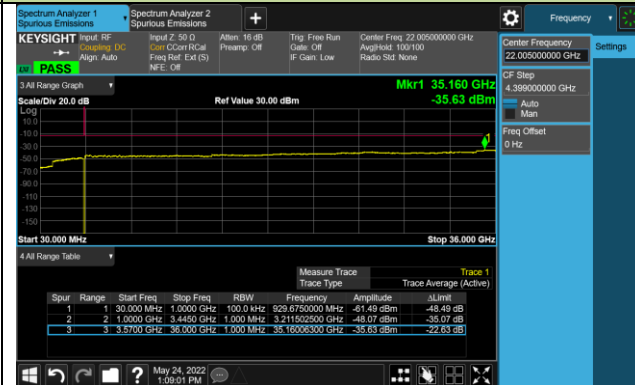 Spectrum Analyzer 1
Spurious Emissions
Spectrum Analyzer 2
Spurious Emissions
+
Frequency
KEYSIGHT
Input: RF
Coupling: DC
Align: Auto
Input Z: 50 Ω
Corr CCorr RCal
Freq Ref: Ext (S)
NFE: Off
Atten: 16 dB
Preamp: Off
Trig: Free Run
Gate: Off
IF Gain: Low
Center Freq: 22.005000000 GHz
Avg|Hold: 100/100
Radio Std: None
PASS
Center Frequency
22.005000000 GHz
Settings
CF Step
4.399000000 GHz
Auto
Man
Freq Offset
0 Hz
3 All Range Graph
Mkr1 35.160 GHz
Scale/Div 20.0 dB
Ref Value 30.00 dBm
-35.63 dBm
Log
10.0
-10.0
-30.0
-50.0
-70.0
-90.0
-110
-130
-150
1
Start 30.000 MHz
Stop 36.000 GHz
4 All Range Table
Measure Trace Trace 1
Trace Type Trace Average (Active)
Spur Range Start Freq Stop Freq RBW Frequency Amplitude ΔLimit
1 1 30.000 MHz 1.0000 GHz 100.0 kHz 929.6750000 MHz -61.49 dBm -48.49 dB
2 2 1.0000 GHz 3.4450 GHz 1.000 MHz 3.211502500 GHz -48.07 dBm -35.07 dB
3 3 3.5700 GHz 36.000 GHz 1.000 MHz 35.16006300 GHz -35.63 dBm -22.63 dB
May 24, 2022
1:09:01 PM